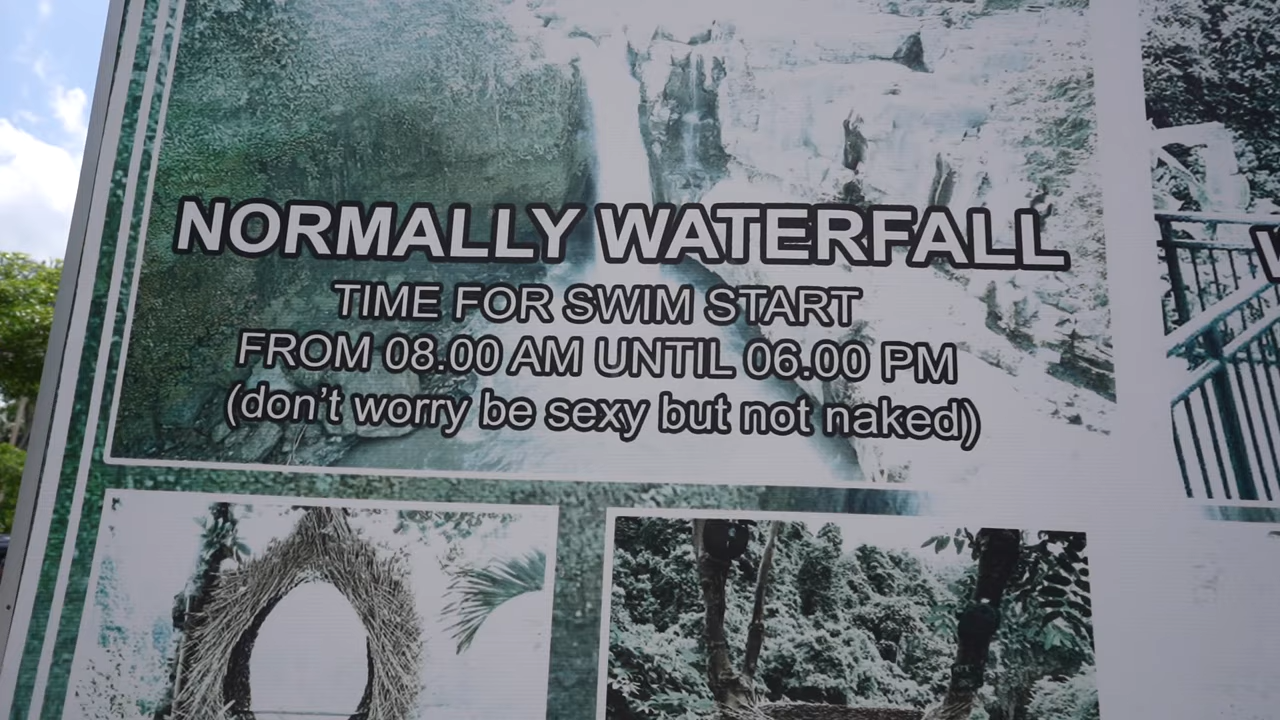 NORMALLY WATERFALL
TIME FOR SWIM START
FROM 08.00 AM UNTIL 06.00 PM
(don't worry be sexy but not naked)